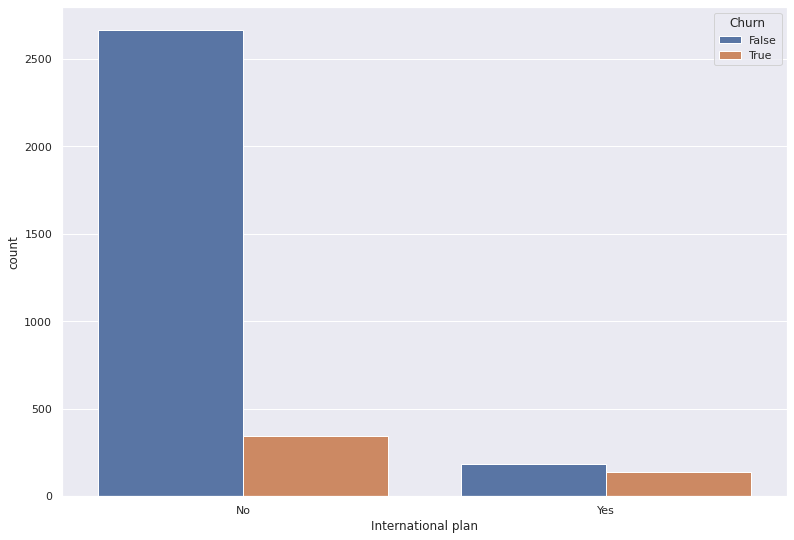 Churn
False
True
2500
2000
1500
1000
500
0
count
No
Yes
International plan